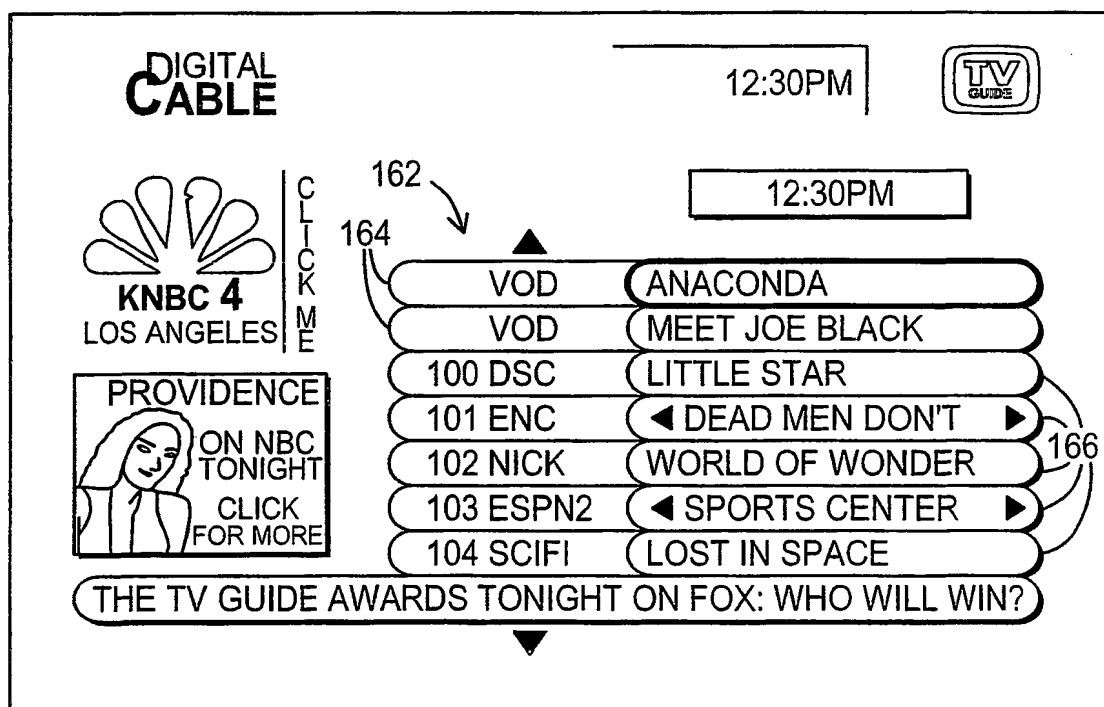 DIGITAL
CABLE
12:30PM
TV
GUIDE
KNBC 4
LOS ANGELES
CLICK ME
162
164
12:30PM
VOD ANACONDA
VOD MEET JOE BLACK
100 DSC LITTLE STAR
101 ENC DEAD MEN DON'T
102 NICK WORLD OF WONDER
103 ESPN2 SPORTS CENTER
104 SCIFI LOST IN SPACE
166
PROVIDENCE
ON NBC
TONIGHT
CLICK
FOR MORE
THE TV GUIDE AWARDS TONIGHT ON FOX: WHO WILL WIN?